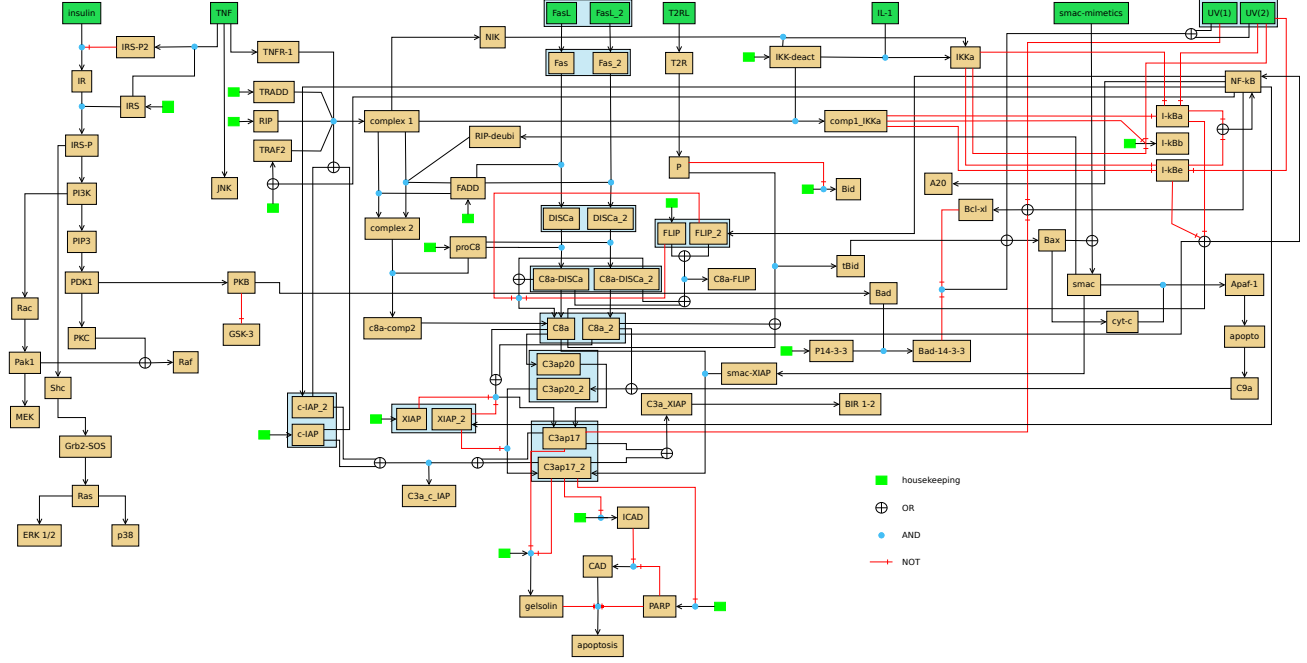 insulin
TNF
FasL
FasL_2
T2RL
IL-1
smac-mimetics
UV(1)
UV(2)
IRS-P2
TNFR-1
NIK
IKK-deact
IKKa
Fas
Fas_2
T2R
IR
NF-kB
TRADD
IRS
RIP
complex 1
comp1_IKKa
I-kBa
RIP-deubi
I-kBb
IRS-P
TRAF2
P
I-kBe
JNK
FADD
Bid
A20
PI3K
Bcl-xl
DISCa
DISCa_2
complex 2
FLIP
FLIP_2
PIP3
proC8
Bax
tBid
PDK1
PKB
C8a-DISCa
C8a-DISCa_2
C8a-FLIP
Bad
smac
Apaf-1
Rac
cyt-c
PKC
GSK-3
c8a-comp2
C8a
C8a_2
apopto
P14-3-3
Bad-14-3-3
Pak1
Raf
C3ap20
smac-XIAP
Shc
C3ap20_2
C9a
c-IAP_2
C3a_XIAP
BIR 1-2
MEK
XIAP
XIAP_2
c-IAP
C3ap17
Grb2-SOS
C3ap17_2
housekeeping
Ras
C3a_c_IAP
OR
ICAD
ERK 1/2
p38
AND
NOT
CAD
gelsolin
PARP
apoptosis